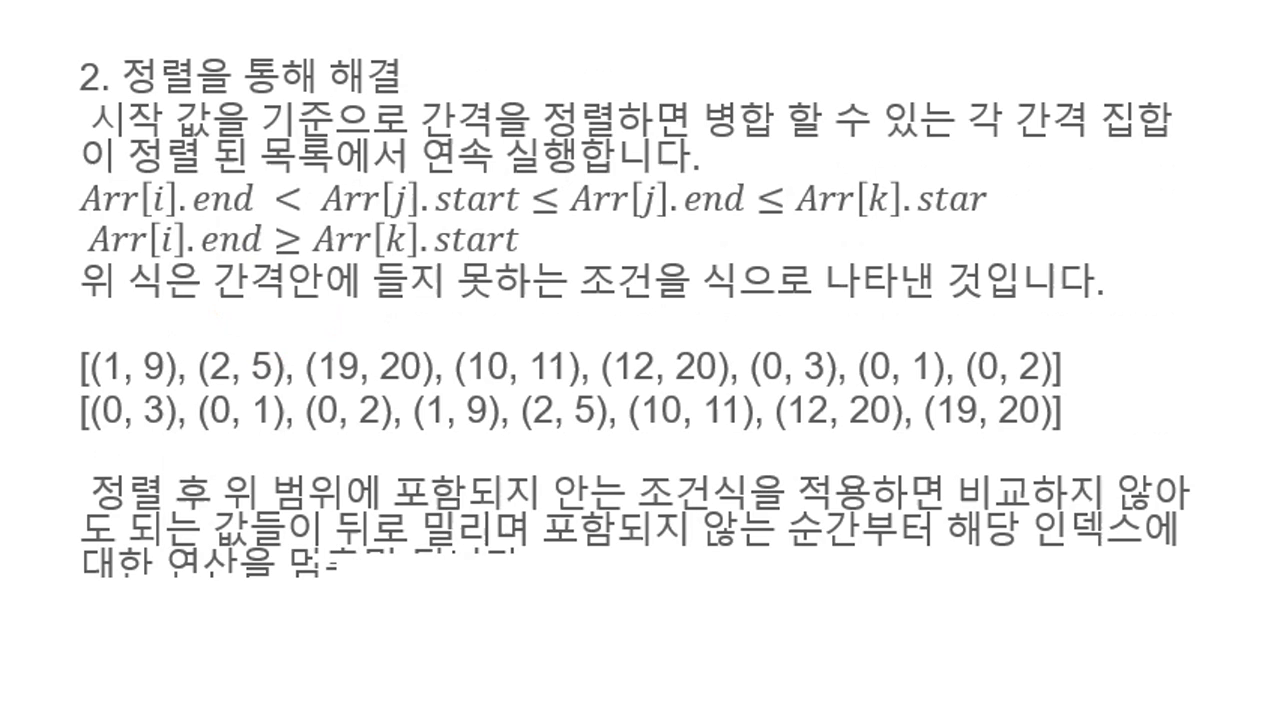 2. 정렬을 통해 해결
시작 값을 기준으로 간격을 정렬하면 병합 할 수 있는 각 간격 집합
이 정렬 된 목록에서 연속 실행합니다.
Arr[i].end < Arr[j].start ≤ Arr[j].end ≤ Arr[k].star
Arr[i].end ≥ Arr[k].start
위 식은 간격안에 들지 못하는 조건을 식으로 나타낸 것입니다.
[(1, 9), (2, 5), (19, 20), (10, 11), (12, 20), (0, 3), (0, 1), (0, 2)]
[(0, 3), (0, 1), (0, 2), (1, 9), (2, 5), (10, 11), (12, 20), (19, 20)]
정렬 후 위 범위에 포함되지 안는 조건식을 적용하면 비교하지 않아
도 되는 값들이 뒤로 밀리며 포함되지 않는 순간부터 해당 인덱스에
대한 연산을